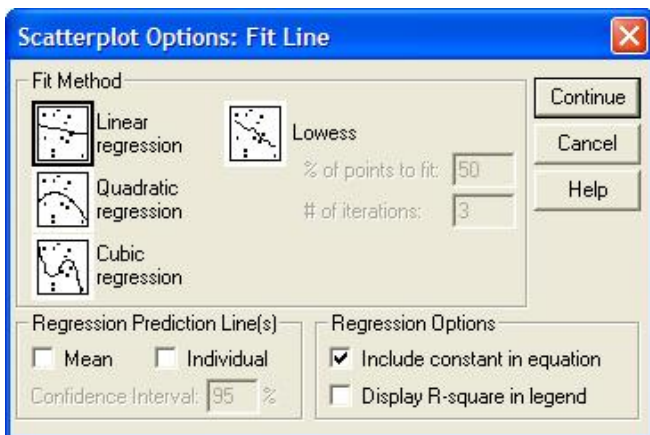 Scatterplot Options: Fit Line
Fit Method
Linear
regression
Quadratic
regression
Cubic
regression
Lowess
% of points to fit: 50
# of iterations: 3
Continue
Cancel
Help
Regression Prediction Line(s)
Mean
Individual
Confidence Interval: 95 %
Regression Options
Include constant in equation
Display R-square in legend